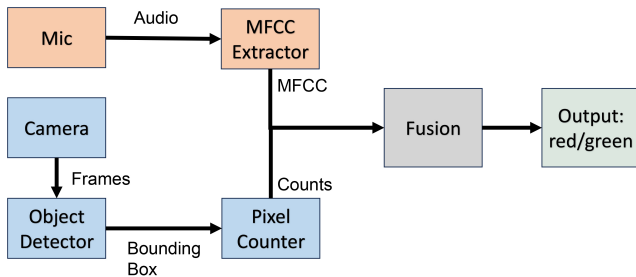 Audio
Mic
MFCC
Extractor
MFCC
Camera
Fusion
Output:
red/green
Frames
Counts
Object
Detector
Pixel
Counter
Bounding
Box